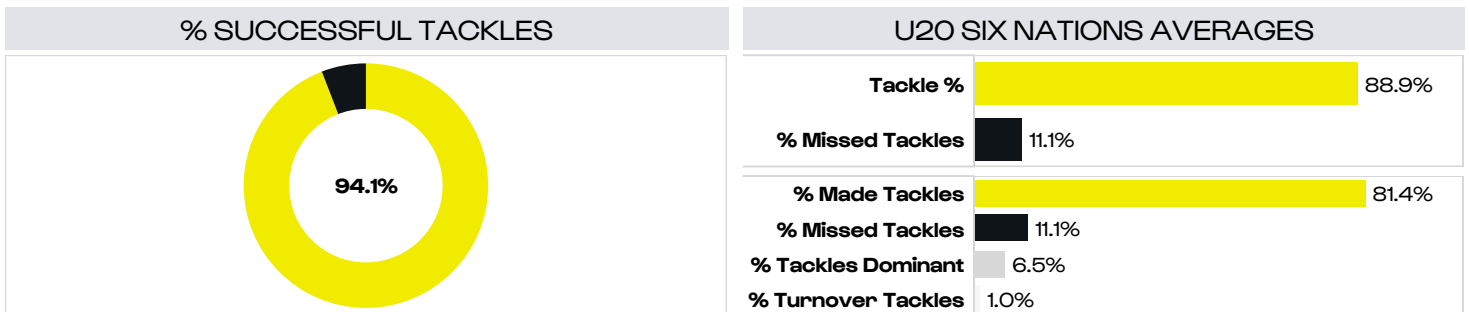 % SUCCESSFUL TACKLES
94.1%
U20 SIX NATIONS AVERAGES
Tackle % 88.9%
% Missed Tackles 11.1%
% Made Tackles 81.4%
% Missed Tackles 11.1%
% Tackles Dominant 6.5%
% Turnover Tackles 1.0%